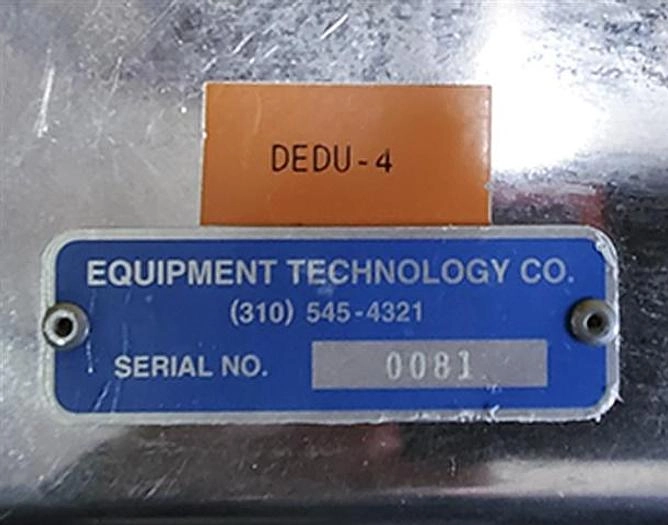 DEDU-4
EQUIPMENT TECHNOLOGY CO.
(310) 545-4321
SERIAL NO. 0081